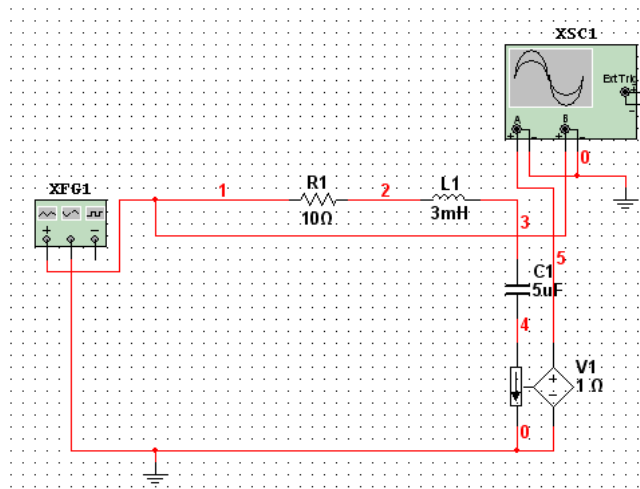 XSC1
Ext Trig
+
-
A
B
+ - + -
0
XFG1
1
R1
2
L1
10Ω
3mH
+ -
3
5
C1
5uF
4
V1
+
1 Ω
-
0